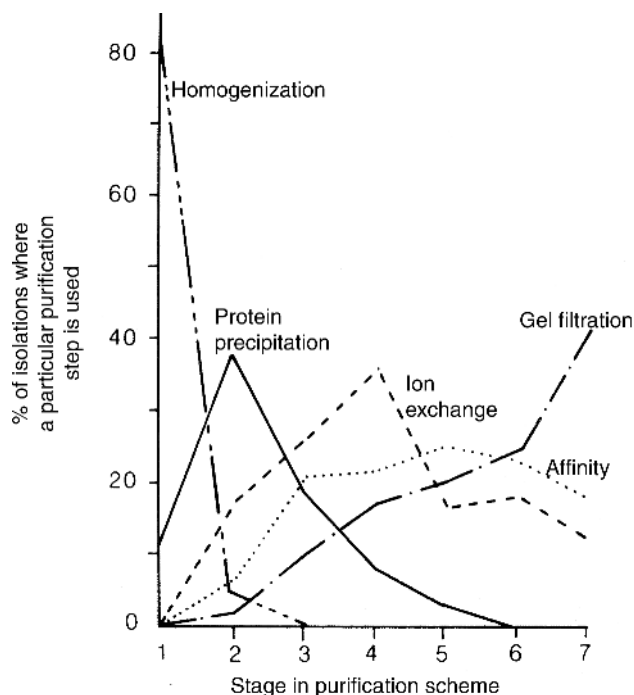 80
60
40
20
0
% of isolations where
a particular purification
step is used
Homogenization
Protein
precipitation
Ion
exchange
Gel filtration
Affinity
1 2 3 4 5 6 7
Stage in purification scheme